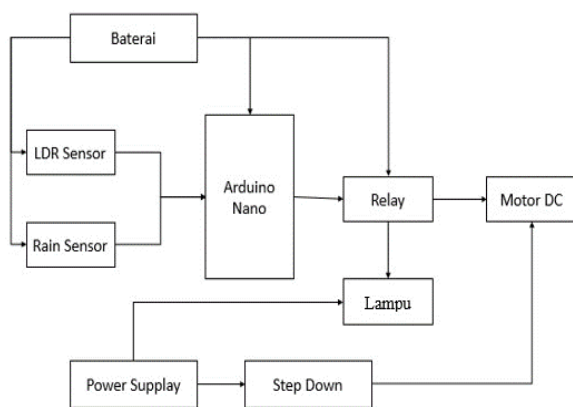 Baterai
LDR Sensor
Rain Sensor
Arduino
Nano
Relay
Motor DC
Lampu
Power Supplay
Step Down